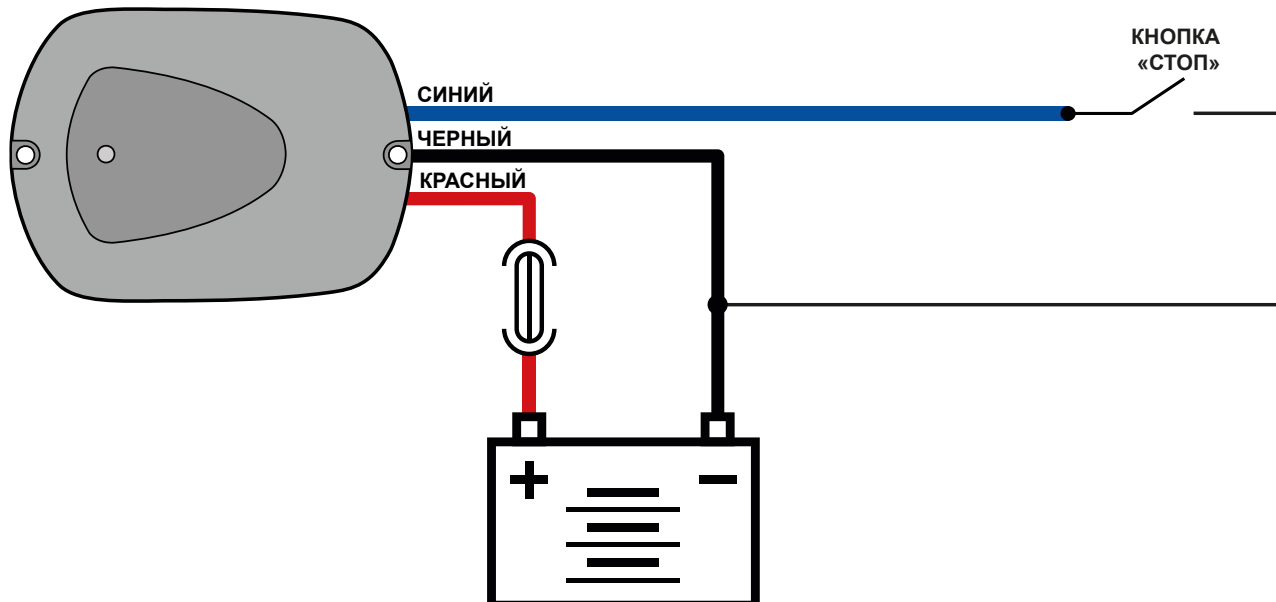 КНОПКА
«СТОП»
СИНИЙ
ЧЕРНЫЙ
КРАСНЫЙ
+ −